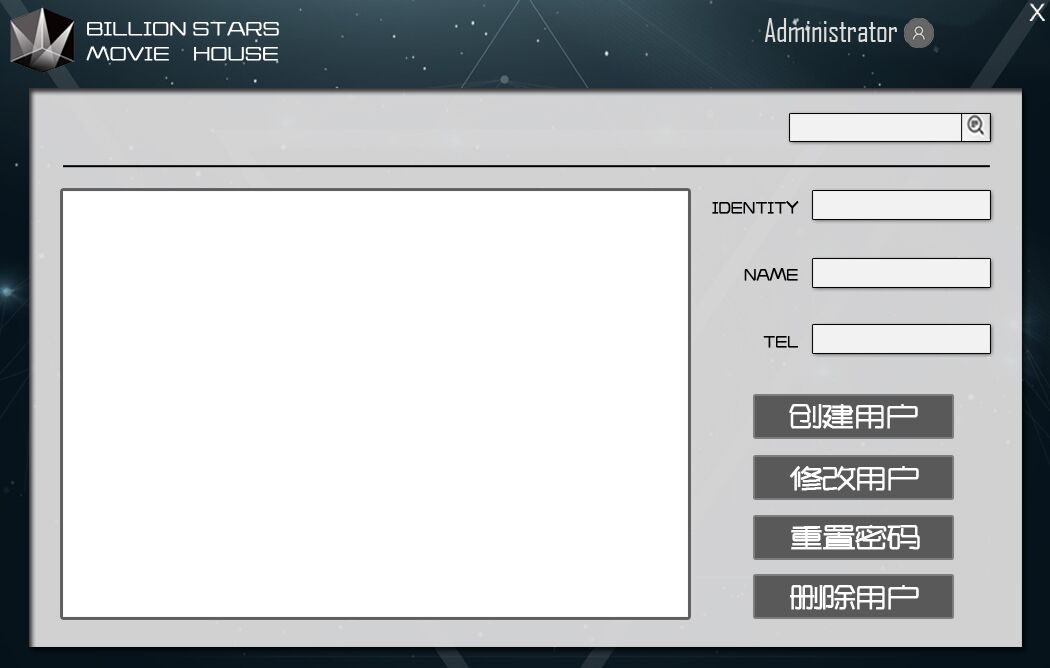 BILLION STARS
MOVIE HOUSE
Administrator
X
IDENTITY
NAME
TEL
创建用户
修改用户
重置密码
删除用户